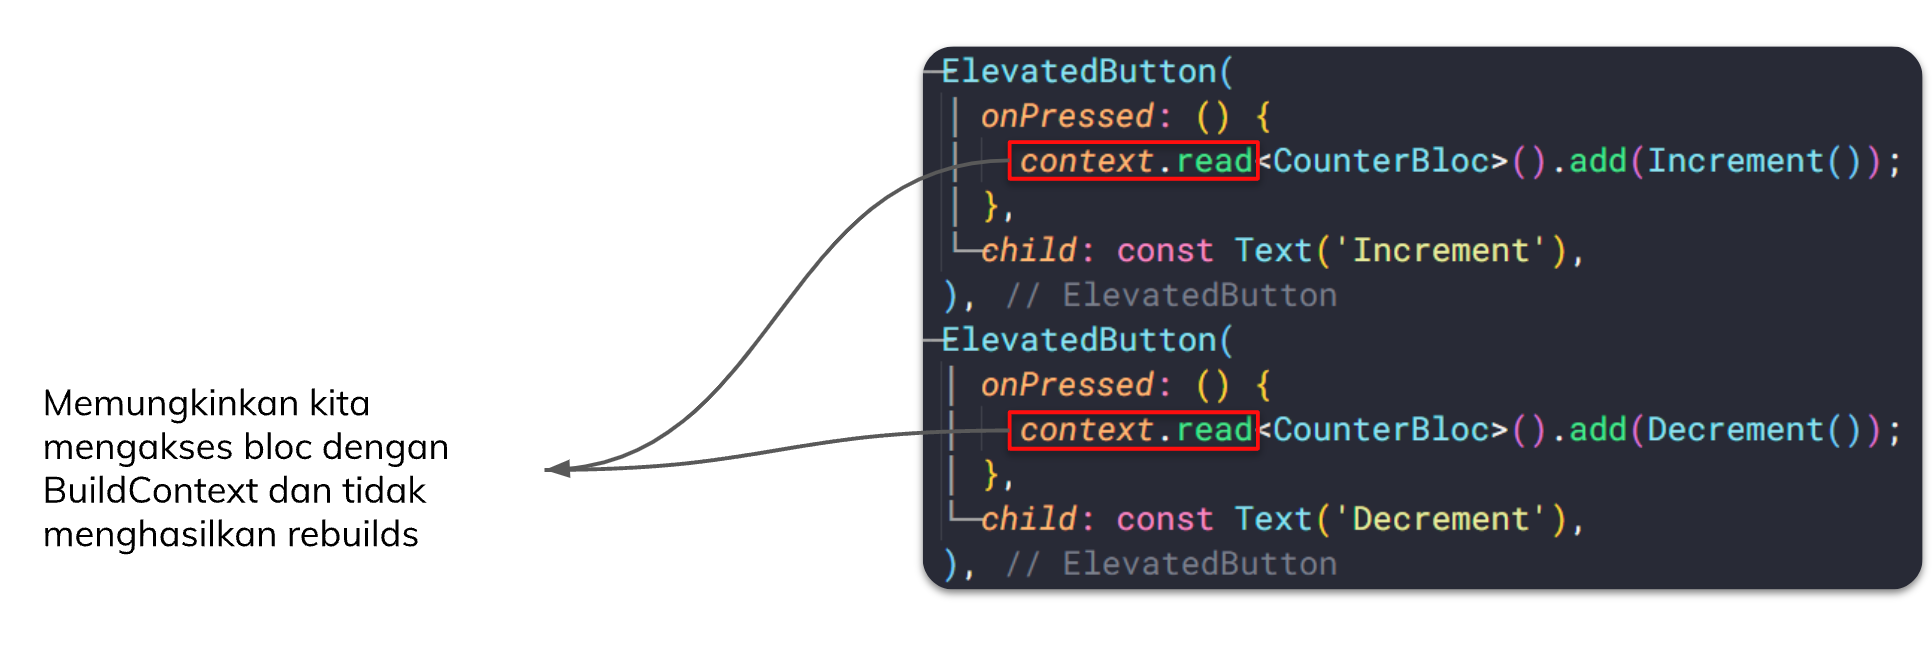 Memungkinkan kita
mengakses bloc dengan
BuildContext dan tidak
menghasilkan rebuilds
ElevatedButton(
onPressed: () {
context.read<CounterBloc>().add(Increment());
},
child: const Text('Increment'),
), // ElevatedButton
ElevatedButton(
onPressed: () {
context.read<CounterBloc>().add(Decrement());
},
child: const Text('Decrement'),
), // ElevatedButton